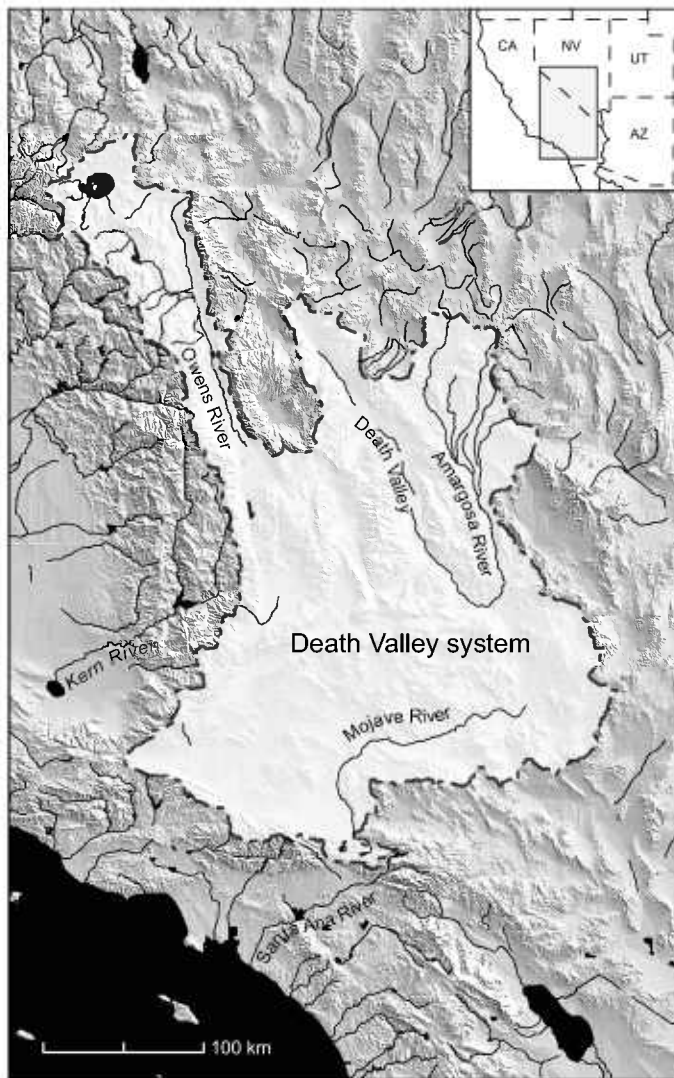 CA
NV
UT
AZ
Owens River
Death Valley
Amargosa River
Death Valley system
Kern River
Mojave River
Santa Ana River
100 km